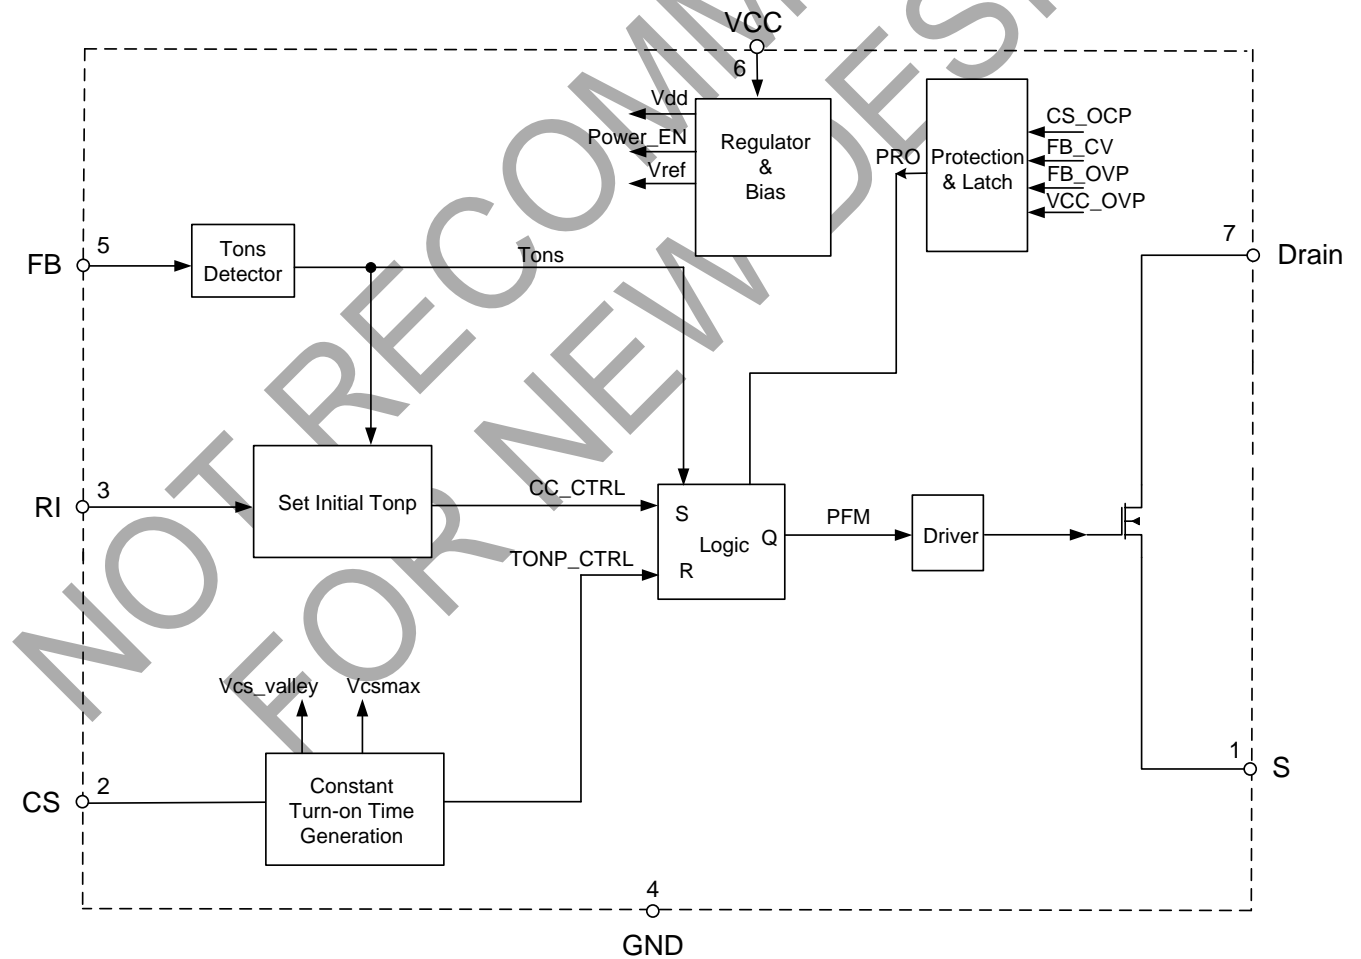 NOT RECOMM
FOR NEW DES
VCC
6
Vdd
Power_EN
Vref
Regulator
&
Bias
PRO
Protection
& Latch
CS_OCP
FB_CV
FB_OVP
VCC_OVP
FB
5
Tons
Detector
Tons
7
Drain
RI
3
Set Initial Tonp
CC_CTRL
TONP_CTRL
S
Logic
Q
R
PFM
Driver
Vcs_valley
Vcsmax
CS
2
Constant
Turn-on Time
Generation
1
S
4
GND